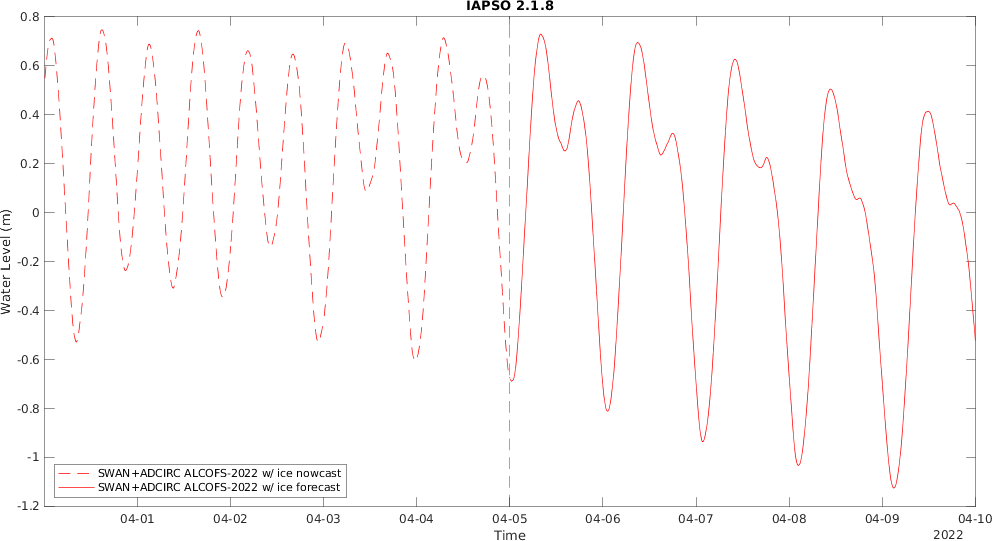 IAPSO 2.1.8
0.8
0.6
0.4
0.2
0
-0.2
-0.4
-0.6
-0.8
-1
-1.2
Water Level (m)
SWAN+ADCIRC ALCOFS-2022 w/ ice nowcast
SWAN+ADCIRC ALCOFS-2022 w/ ice forecast
04-01 04-02 04-03 04-04 04-05 04-06 04-07 04-08 04-09 04-10
Time
2022